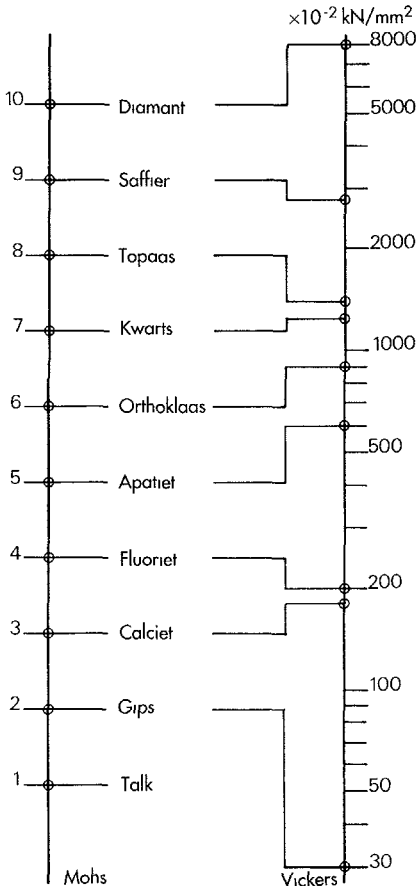 ×10⁻² kN/mm²
8000
10 Diamant
5000
9 Saffier
8 Topaas
2000
7 Kwarts
1000
6 Orthoklaas
500
5 Apatiet
4 Fluoriet
200
3 Calciet
100
2 Gips
1 Talk
50
30
Mohs Vickers